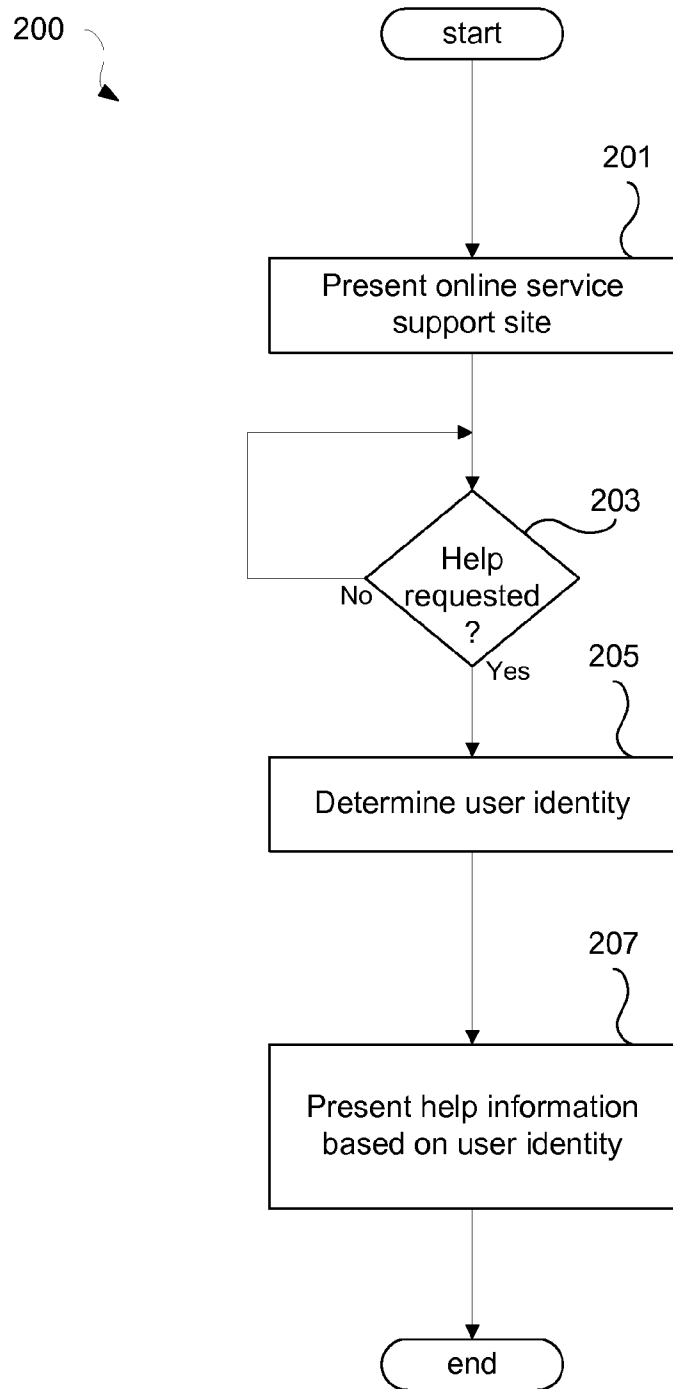 200
start
201
Present online service
support site
203
Help
requested
?
No
Yes
205
Determine user identity
207
Present help information
based on user identity
end